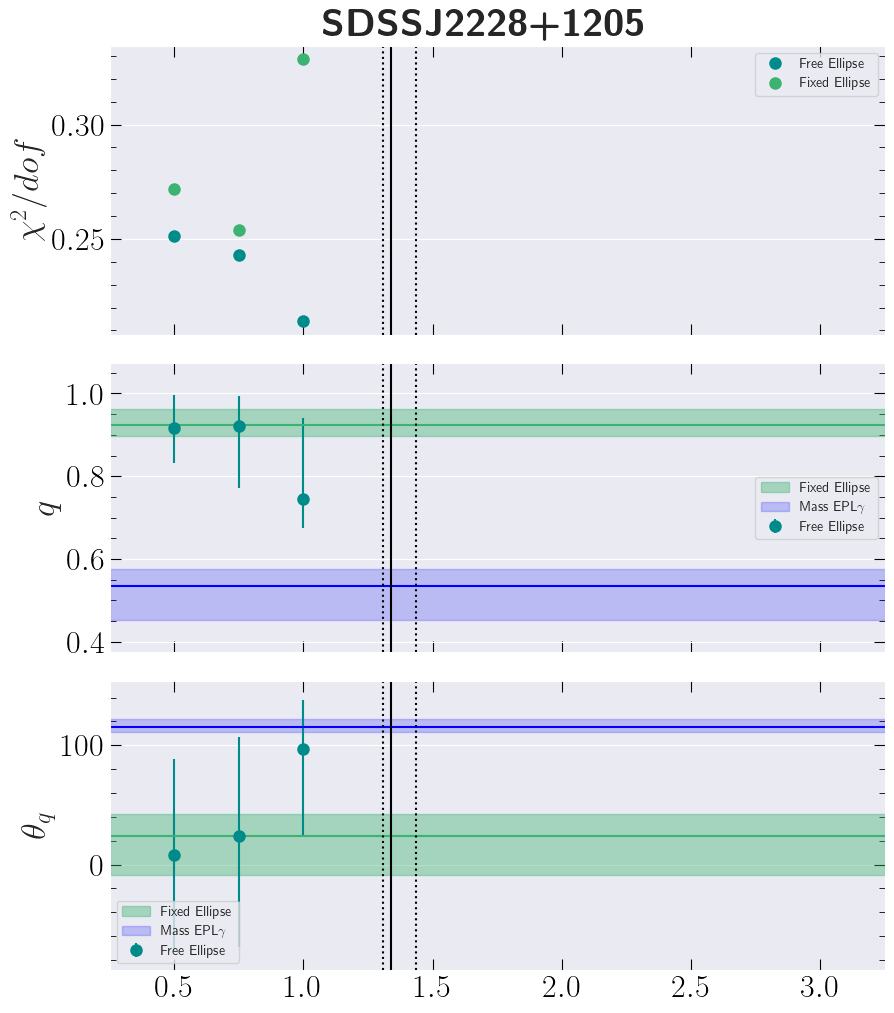 SDSSJ2228+1205
χ²/dof
0.30
0.25
Free Ellipse
Fixed Ellipse
q
1.0
0.8
0.6
0.4
Fixed Ellipse
Mass EPLγ
Free Ellipse
θq
100
0
Fixed Ellipse
Mass EPLγ
Free Ellipse
0.5 1.0 1.5 2.0 2.5 3.0